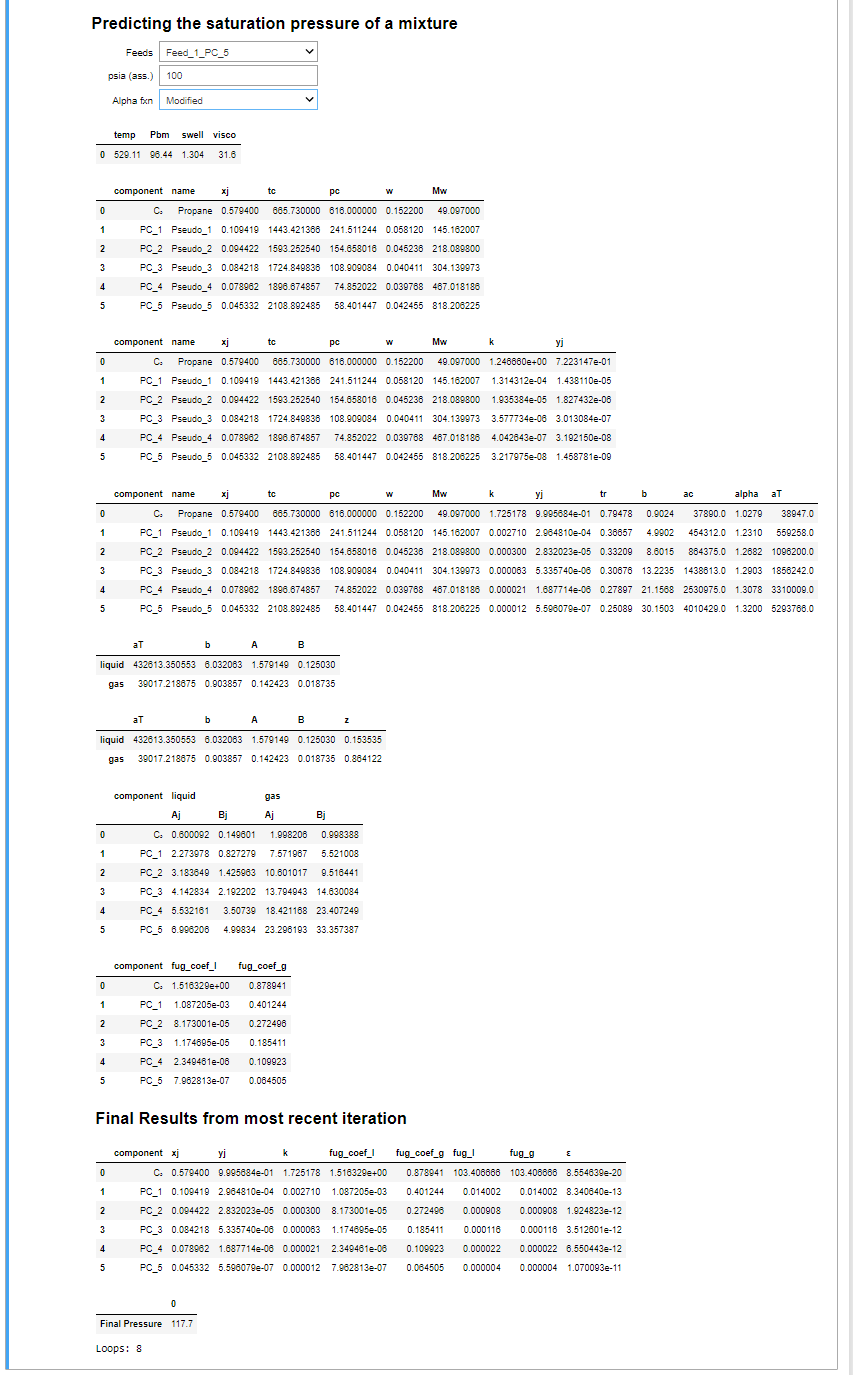 Predicting the saturation pressure of a mixture
Feeds Feed_1_PC_5
psia (ass.) 100
Alpha fxn Modified
temp Pbm swell visco
0 529.11 96.44 1.304 31.6
component name xj tc pc w Mw
0 C₃ Propane 0.579400 665.730000 616.000000 0.152200 49.097000
1 PC_1 Pseudo_1 0.109419 1443.421366 241.511244 0.058120 145.162007
2 PC_2 Pseudo_2 0.094422 1593.252540 154.658016 0.045236 218.089800
3 PC_3 Pseudo_3 0.084218 1724.849836 108.909084 0.040411 304.139973
4 PC_4 Pseudo_4 0.078962 1896.674857 74.852022 0.039768 467.018186
5 PC_5 Pseudo_5 0.045332 2108.892485 58.401447 0.042455 818.206225
component name xj tc pc w Mw k yj
0 C₃ Propane 0.579400 665.730000 616.000000 0.152200 49.097000 1.246660e+00 7.223147e-01
1 PC_1 Pseudo_1 0.109419 1443.421366 241.511244 0.058120 145.162007 1.314312e-04 1.438110e-05
2 PC_2 Pseudo_2 0.094422 1593.252540 154.658016 0.045236 218.089800 1.935384e-05 1.827432e-06
3 PC_3 Pseudo_3 0.084218 1724.849836 108.909084 0.040411 304.139973 3.577734e-06 3.013084e-07
4 PC_4 Pseudo_4 0.078962 1896.674857 74.852022 0.039768 467.018186 4.042643e-07 3.192150e-08
5 PC_5 Pseudo_5 0.045332 2108.892485 58.401447 0.042455 818.206225 3.217975e-08 1.458781e-09
component name xj tc pc w Mw k yj tr b ac alpha aT
0 C₃ Propane 0.579400 665.730000 616.000000 0.152200 49.097000 1.725178 9.995684e-01 0.79478 0.9024 37890.0 1.0279 38947.0
1 PC_1 Pseudo_1 0.109419 1443.421366 241.511244 0.058120 145.162007 0.002710 2.964810e-04 0.36657 4.9902 454312.0 1.2310 559258.0
2 PC_2 Pseudo_2 0.094422 1593.252540 154.658016 0.045236 218.089800 0.000300 2.832023e-05 0.33209 8.6015 864375.0 1.2682 1096200.0
3 PC_3 Pseudo_3 0.084218 1724.849836 108.909084 0.040411 304.139973 0.000063 5.335740e-06 0.30676 13.2235 1438613.0 1.2903 1856242.0
4 PC_4 Pseudo_4 0.078962 1896.674857 74.852022 0.039768 467.018186 0.000021 1.687714e-06 0.27897 21.1568 2530975.0 1.3078 3310009.0
5 PC_5 Pseudo_5 0.045332 2108.892485 58.401447 0.042455 818.206225 0.000012 5.596079e-07 0.25089 30.1503 4010429.0 1.3200 5293766.0
aT b A B
liquid 432613.350553 6.032063 1.579149 0.125030
gas 39017.218675 0.903857 0.142423 0.018735
aT b A B z
liquid 432613.350553 6.032063 1.579149 0.125030 0.153535
gas 39017.218675 0.903857 0.142423 0.018735 0.864122
component liquid gas
Aj Bj Aj Bj
0 C₃ 0.600092 0.149601 1.998206 0.998388
1 PC_1 2.273978 0.827279 7.571967 5.521008
2 PC_2 3.183649 1.425963 10.601017 9.516441
3 PC_3 4.142834 2.192202 13.794943 14.630084
4 PC_4 5.532161 3.50739 18.421168 23.407249
5 PC_5 6.996206 4.99834 23.296193 33.357387
component fug_coef_l fug_coef_g
0 C₃ 1.516329e+00 0.878941
1 PC_1 1.087205e-03 0.401244
2 PC_2 8.173001e-05 0.272496
3 PC_3 1.174695e-05 0.185411
4 PC_4 2.349461e-06 0.109923
5 PC_5 7.962813e-07 0.064505
Final Results from most recent iteration
component xj yj k fug_coef_l fug_coef_g fug_l fug_g ε
0 C₃ 0.579400 9.995684e-01 1.725178 1.516329e+00 0.878941 103.406666 103.406666 8.554639e-20
1 PC_1 0.109419 2.964810e-04 0.002710 1.087205e-03 0.401244 0.014002 0.014002 8.340640e-13
2 PC_2 0.094422 2.832023e-05 0.000300 8.173001e-05 0.272496 0.000908 0.000908 1.924823e-12
3 PC_3 0.084218 5.335740e-06 0.000063 1.174695e-05 0.185411 0.000116 0.000116 3.512601e-12
4 PC_4 0.078962 1.687714e-06 0.000021 2.349461e-06 0.109923 0.000022 0.000022 6.550443e-12
5 PC_5 0.045332 5.596079e-07 0.000012 7.962813e-07 0.064505 0.000004 0.000004 1.070093e-11
0
Final Pressure 117.7
Loops: 8